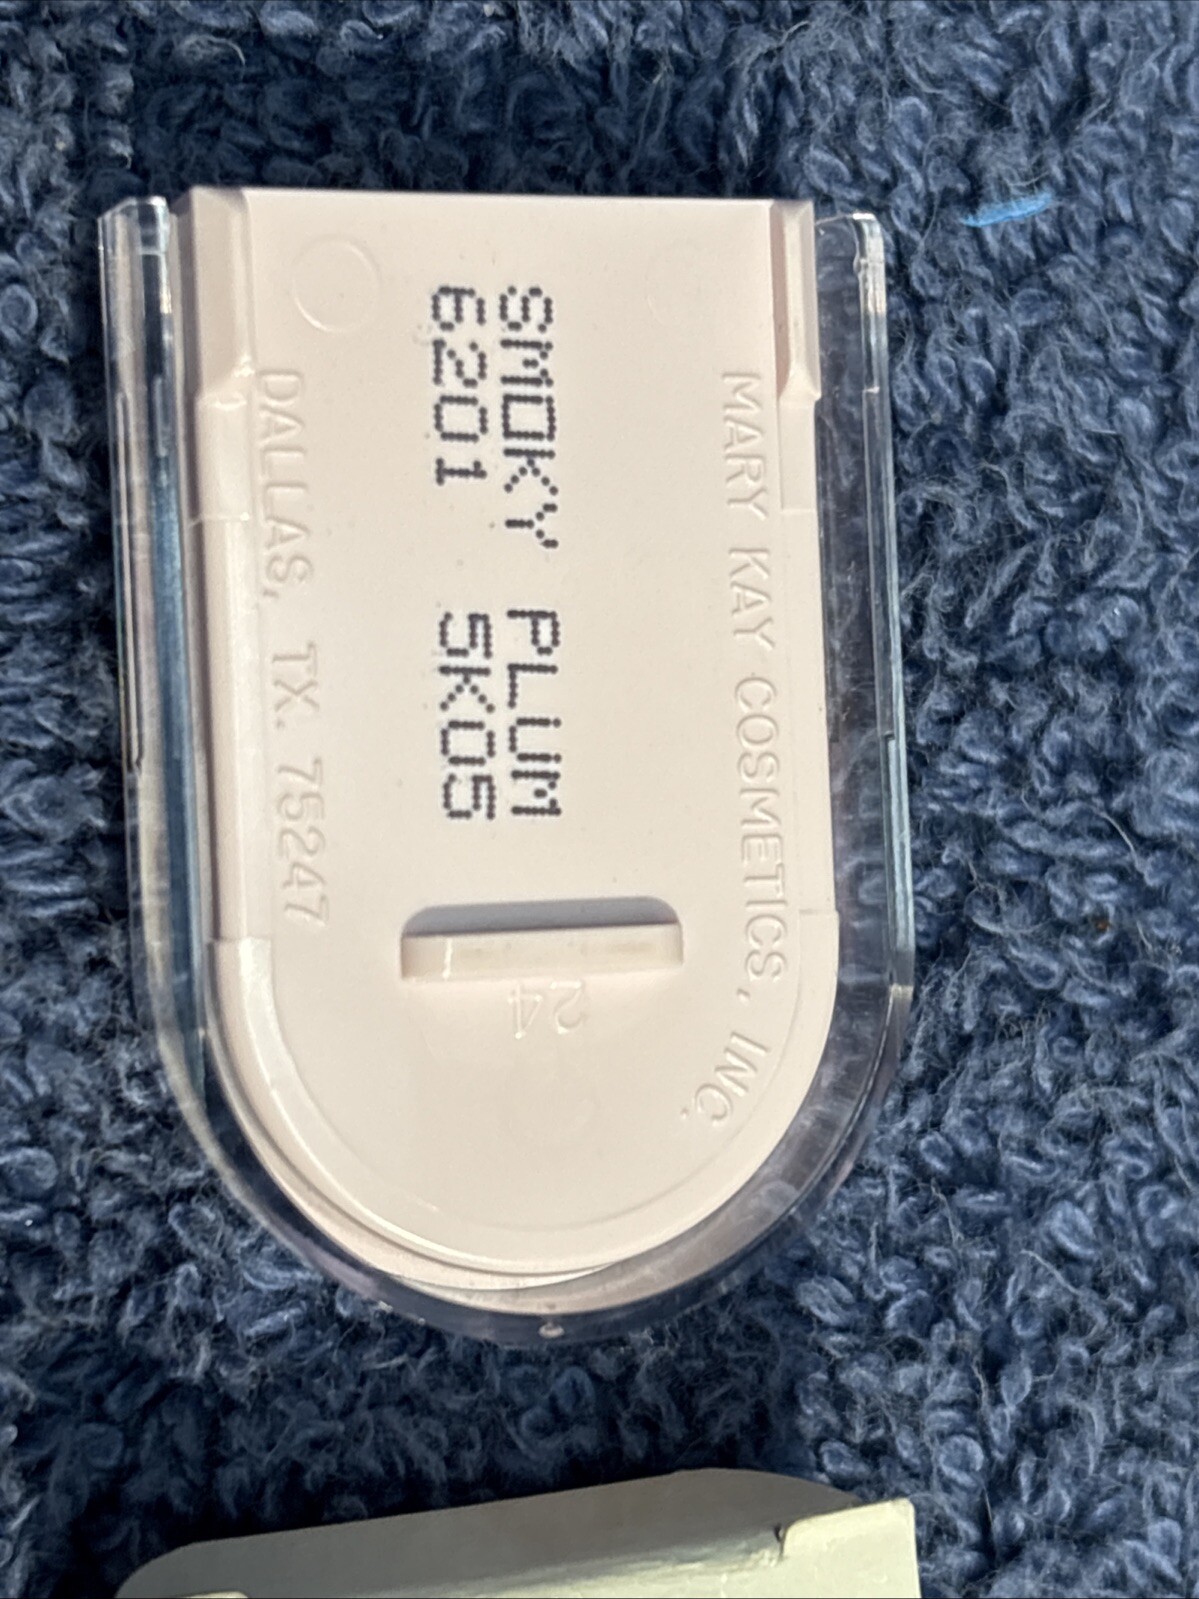 MARY KAY COSMETICS, INC.
SMOKY PLUM
6201 5K05
DALLAS, TX. 75247
24